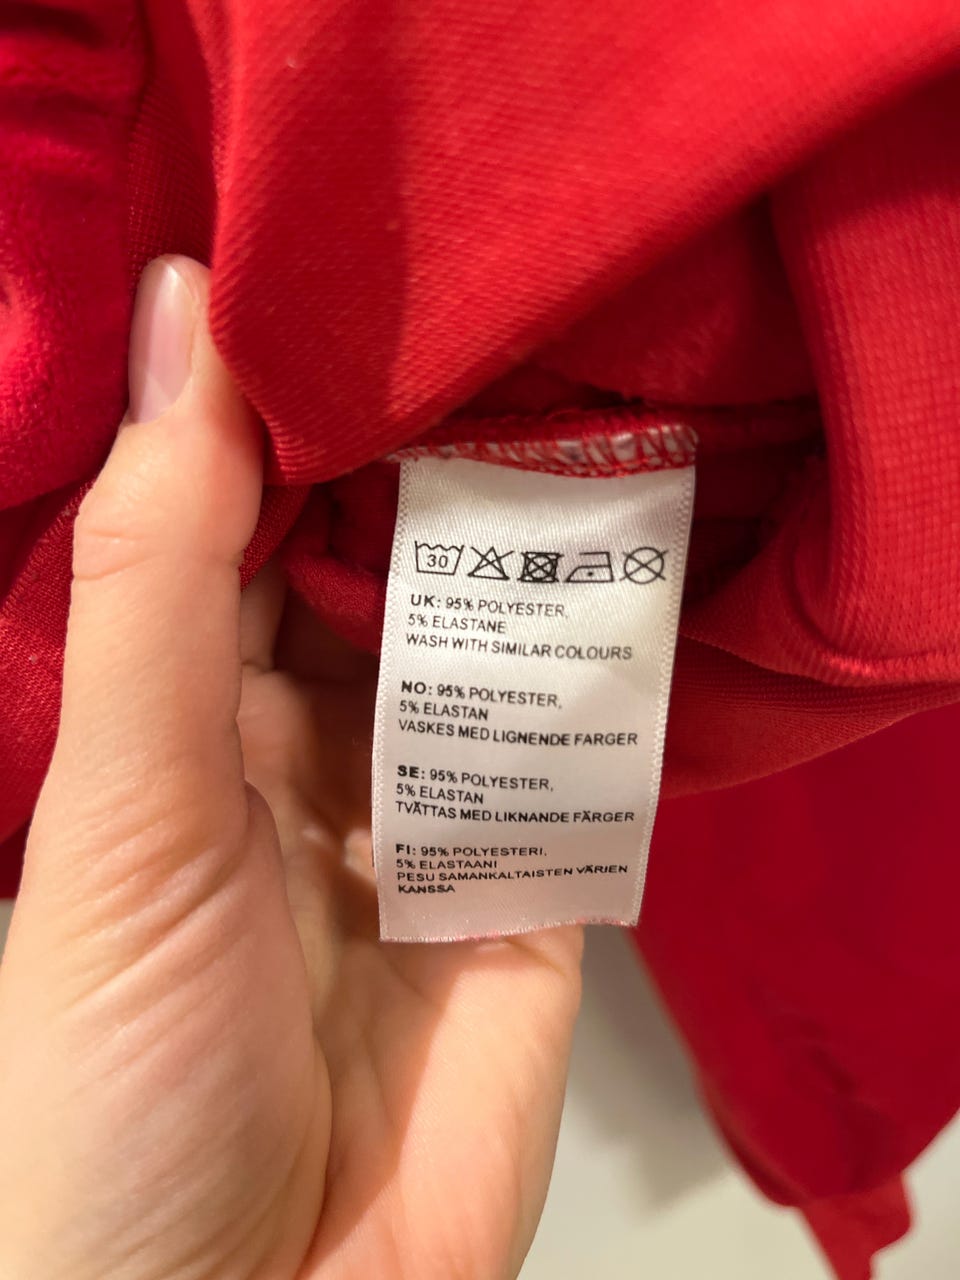 30
UK: 95% POLYESTER,
5% ELASTANE
WASH WITH SIMILAR COLOURS
NO: 95% POLYESTER,
5% ELASTAN
VASKES MED LIGNENDE FARGER
SE: 95% POLYESTER,
5% ELASTAN
TVÄTTAS MED LIKNANDE FÄRGER
FI: 95% POLYESTERI,
5% ELASTAANI
PESU SAMANKALTAISTEN VÄRIEN
KANSSA